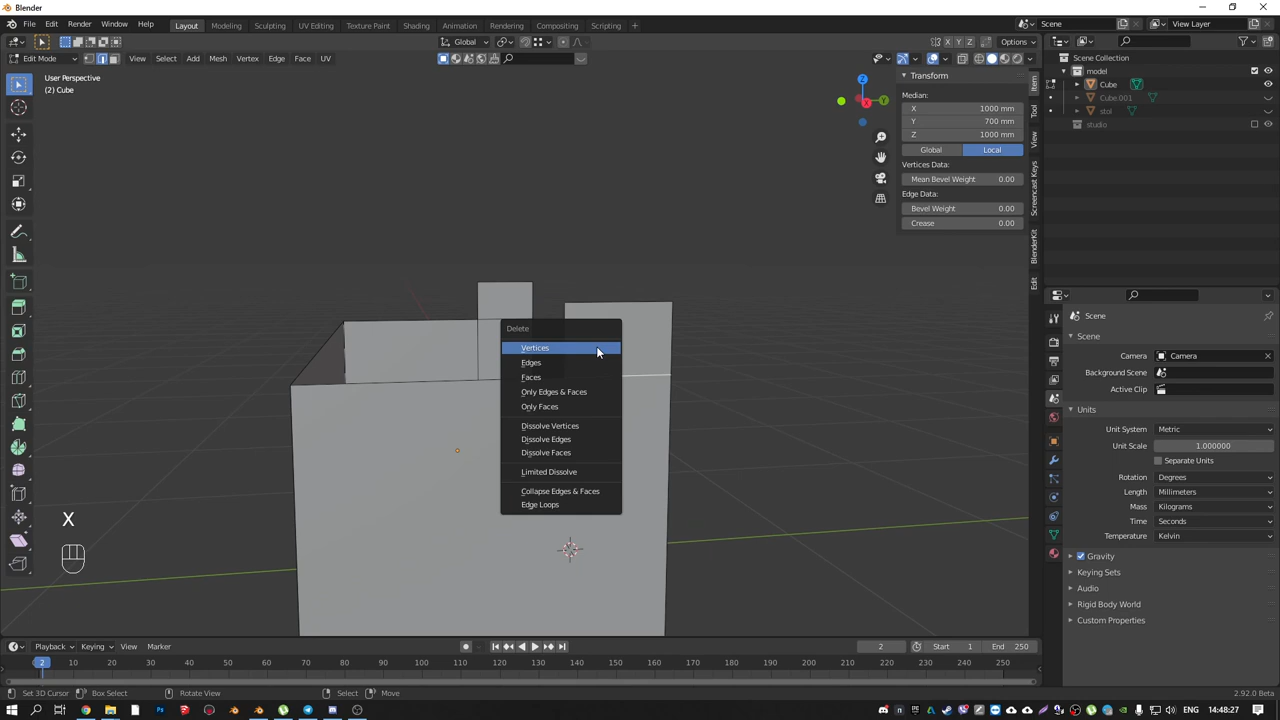 Blender
File Edit Render Window Help
Layout Modeling Sculpting UV Editing Texture Paint Shading Animation Rendering Compositing Scripting +
Scene
View Layer
Global
X Y Z
Options
Edit Mode
View Select Add Mesh Vertex Edge Face UV
User Perspective
(2) Cube
Z
Y
X
Transform
Median:
X 1000 mm
Y 700 mm
Z 1000 mm
Global Local
Vertices Data:
Mean Bevel Weight 0.00
Edge Data:
Bevel Weight 0.00
Crease 0.00
Item
Tool
View
Screencast Keys
BlenderKit
Edit
Scene Collection
model
Cube
Cube.001
stol
studio
Delete
Vertices
Edges
Faces
Only Edges & Faces
Only Faces
Dissolve Vertices
Dissolve Edges
Dissolve Faces
Limited Dissolve
Collapse Edges & Faces
Edge Loops
X
Scene
Scene
Camera Camera
Background Scene
Active Clip
Units
Unit System Metric
Unit Scale 1.000000
Separate Units
Rotation Degrees
Length Millimeters
Mass Kilograms
Time Seconds
Temperature Kelvin
Gravity
Keying Sets
Audio
Rigid Body World
Custom Properties
Playback Keying View Marker
2
Start 1
End 250
2 10 20 30 40 50 60 70 80 90 100 110 120 130 140 150 160 170 180 190 200 210 220 230 240 250
Set 3D Cursor Box Select Rotate View Select Move
2.92.0 Beta
ENG 14:48:27